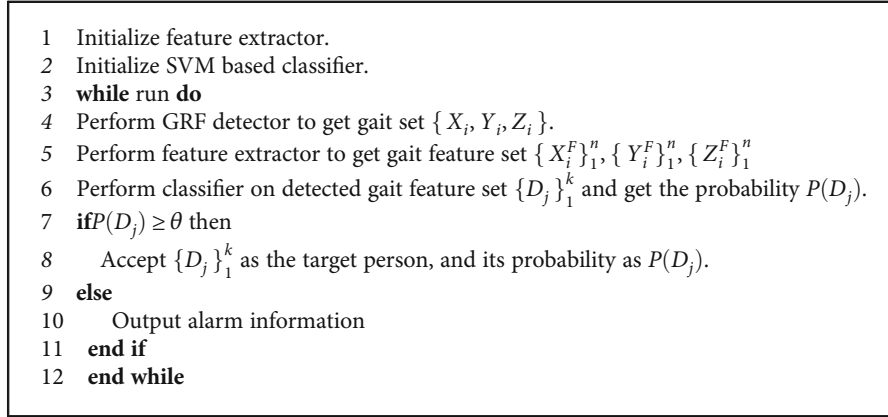 1 Initialize feature extractor.
2 Initialize SVM based classifier.
3 while run do
4 Perform GRF detector to get gait set { X_i, Y_i, Z_i }.
5 Perform feature extractor to get gait feature set { X_i^F}_1^n, { Y_i^F}_1^n, { Z_i^F}_1^n
6 Perform classifier on detected gait feature set {D_j }_1^k and get the probability P(D_j).
7 ifP(D_j) ≥ θ then
8 Accept {D_j }_1^k as the target person, and its probability as P(D_j).
9 else
10 Output alarm information
11 end if
12 end while